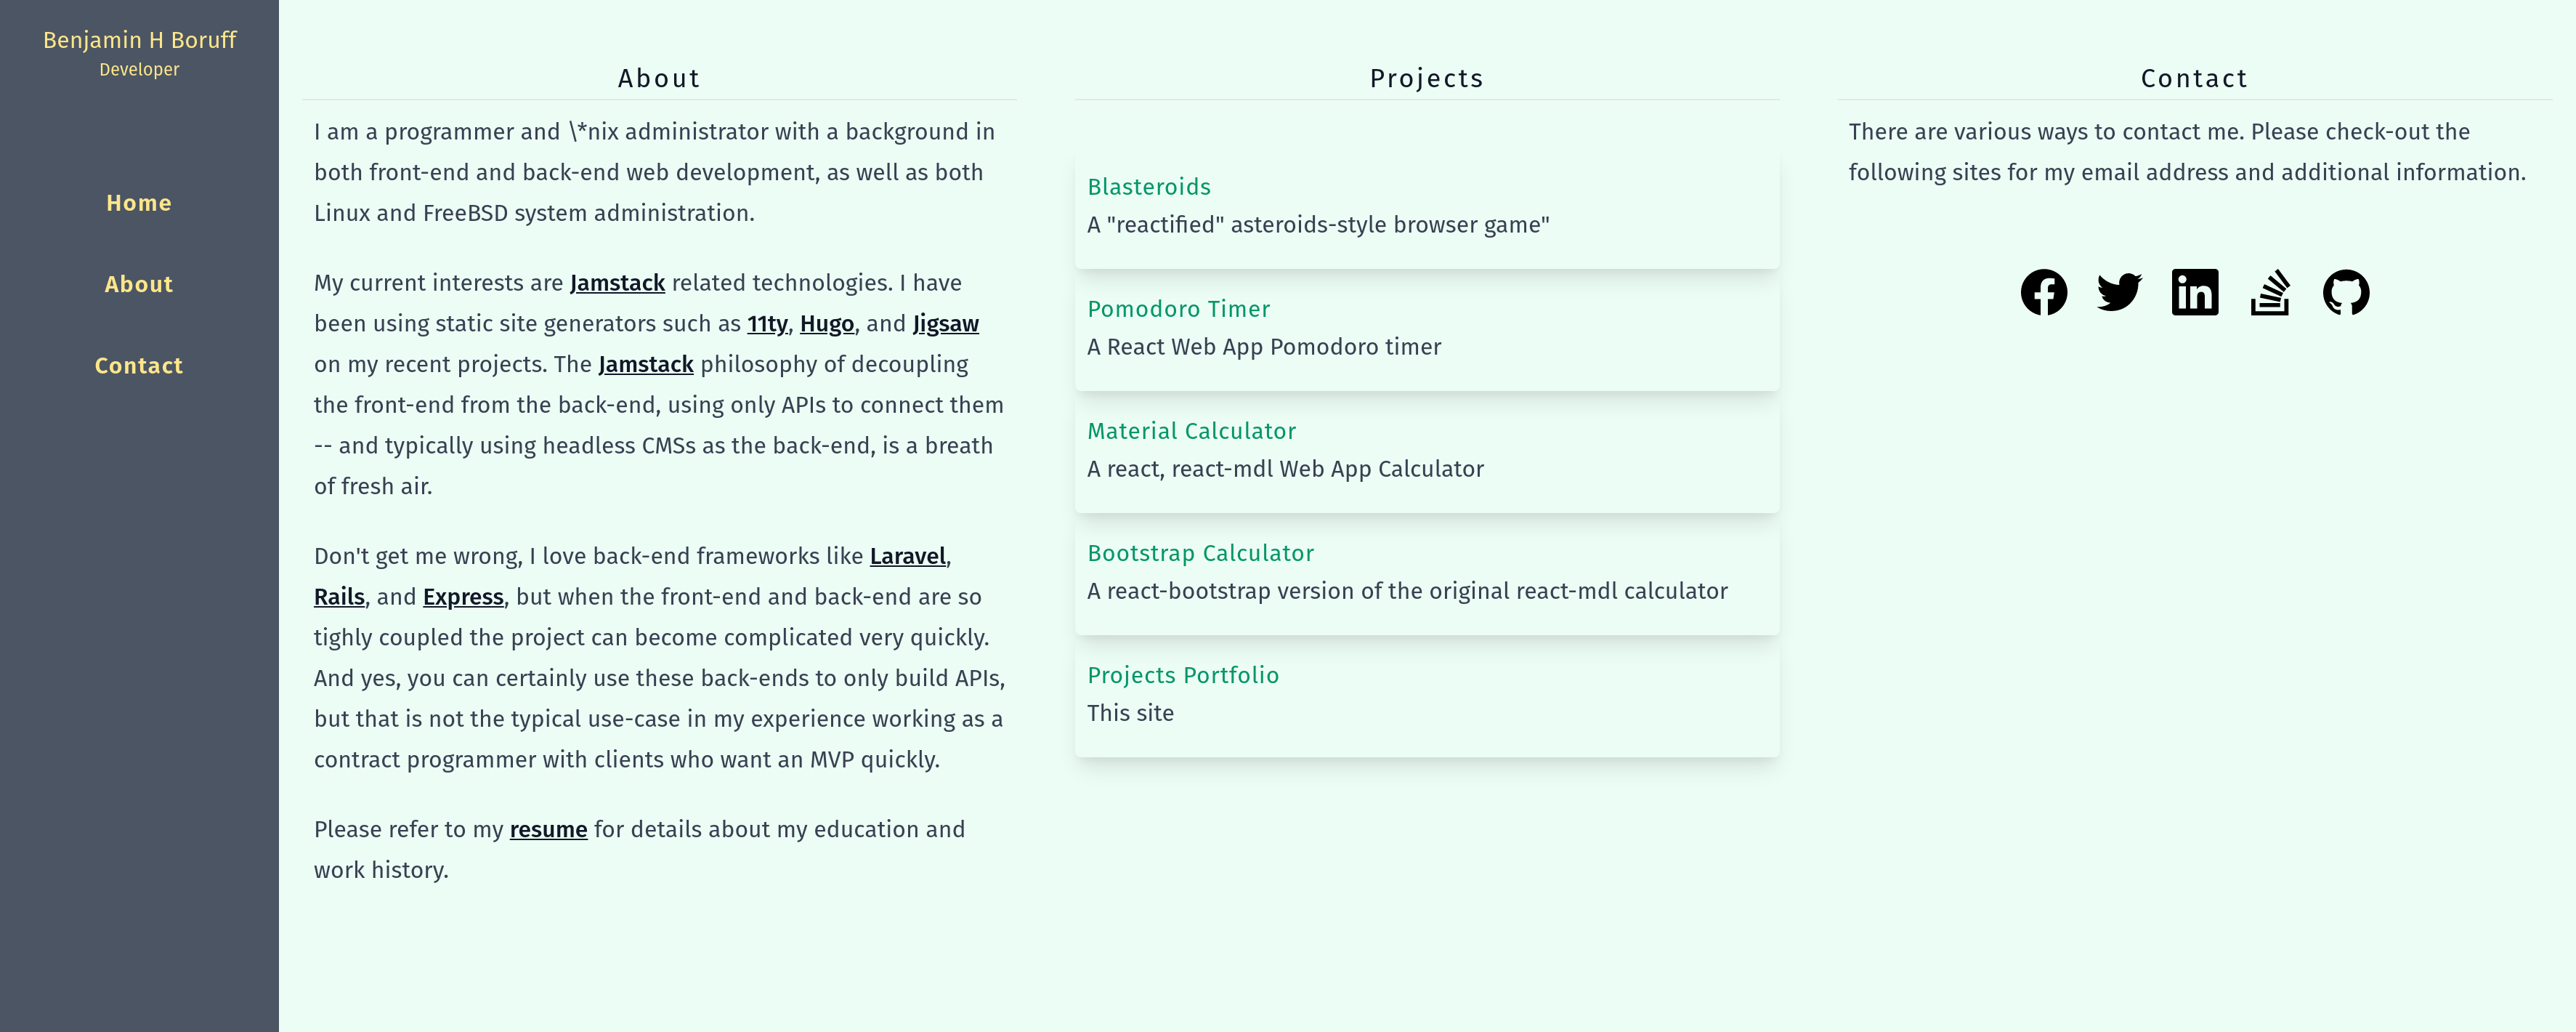 Benjamin H Boruff
Developer
Home
About
Contact
About
I am a programmer and \*nix administrator with a background in
both front-end and back-end web development, as well as both
Linux and FreeBSD system administration.
My current interests are Jamstack related technologies. I have
been using static site generators such as 11ty, Hugo, and Jigsaw
on my recent projects. The Jamstack philosophy of decoupling
the front-end from the back-end, using only APIs to connect them
-- and typically using headless CMSs as the back-end, is a breath
of fresh air.
Don't get me wrong, I love back-end frameworks like Laravel,
Rails, and Express, but when the front-end and back-end are so
tighly coupled the project can become complicated very quickly.
And yes, you can certainly use these back-ends to only build APIs,
but that is not the typical use-case in my experience working as a
contract programmer with clients who want an MVP quickly.
Please refer to my resume for details about my education and
work history.
Projects
Blasteroids
A "reactified" asteroids-style browser game"
Pomodoro Timer
A React Web App Pomodoro timer
Material Calculator
A react, react-mdl Web App Calculator
Bootstrap Calculator
A react-bootstrap version of the original react-mdl calculator
Projects Portfolio
This site
Contact
There are various ways to contact me. Please check-out the
following sites for my email address and additional information.